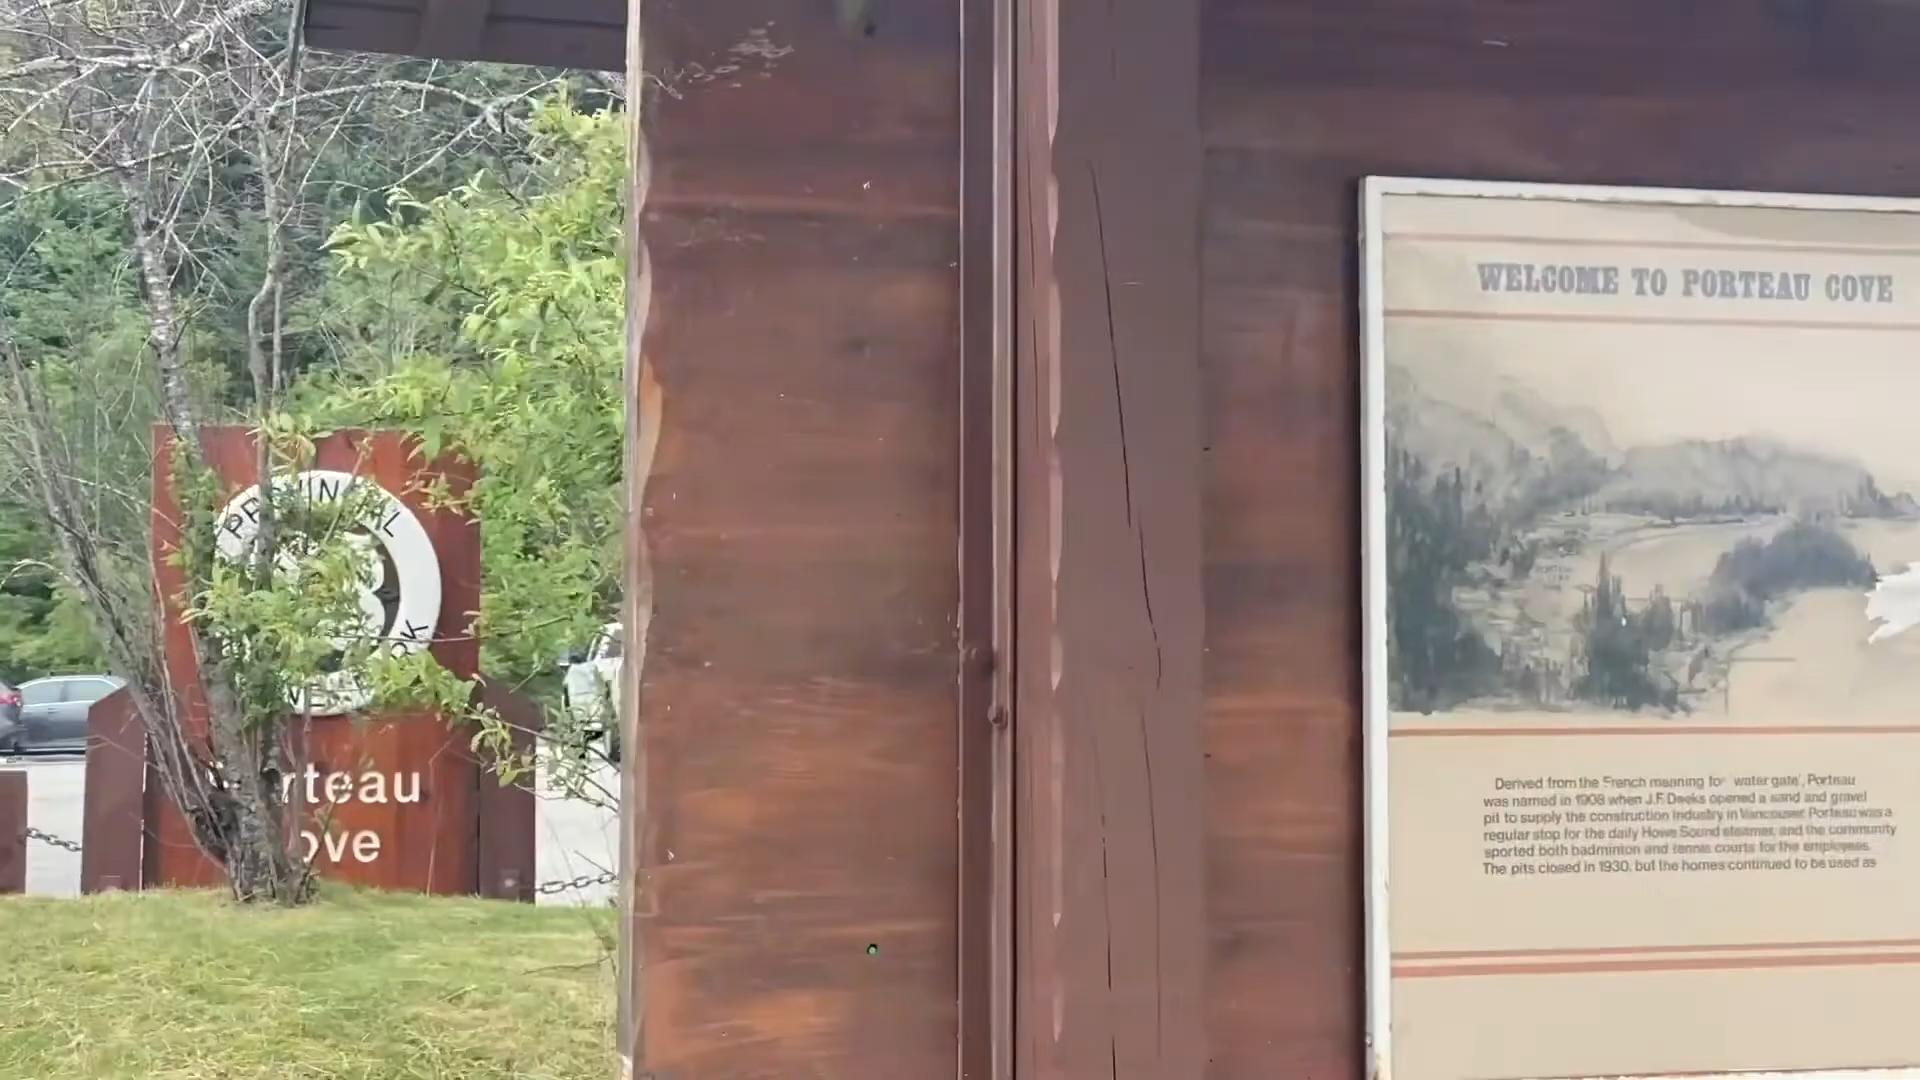 PROVINCIAL
PARK
rteau
ove
WELCOME TO PORTEAU COVE
Derived from the French meaning for 'water gate', Porteau
was named in 1908 when J.F. Deeks opened a sand and gravel
pit to supply the construction industry in Vancouver. Porteau was a
regular stop for the daily Howe Sound steamer, and the community
sported both badminton and tennis courts for the employees.
The pits closed in 1930, but the homes continued to be used as